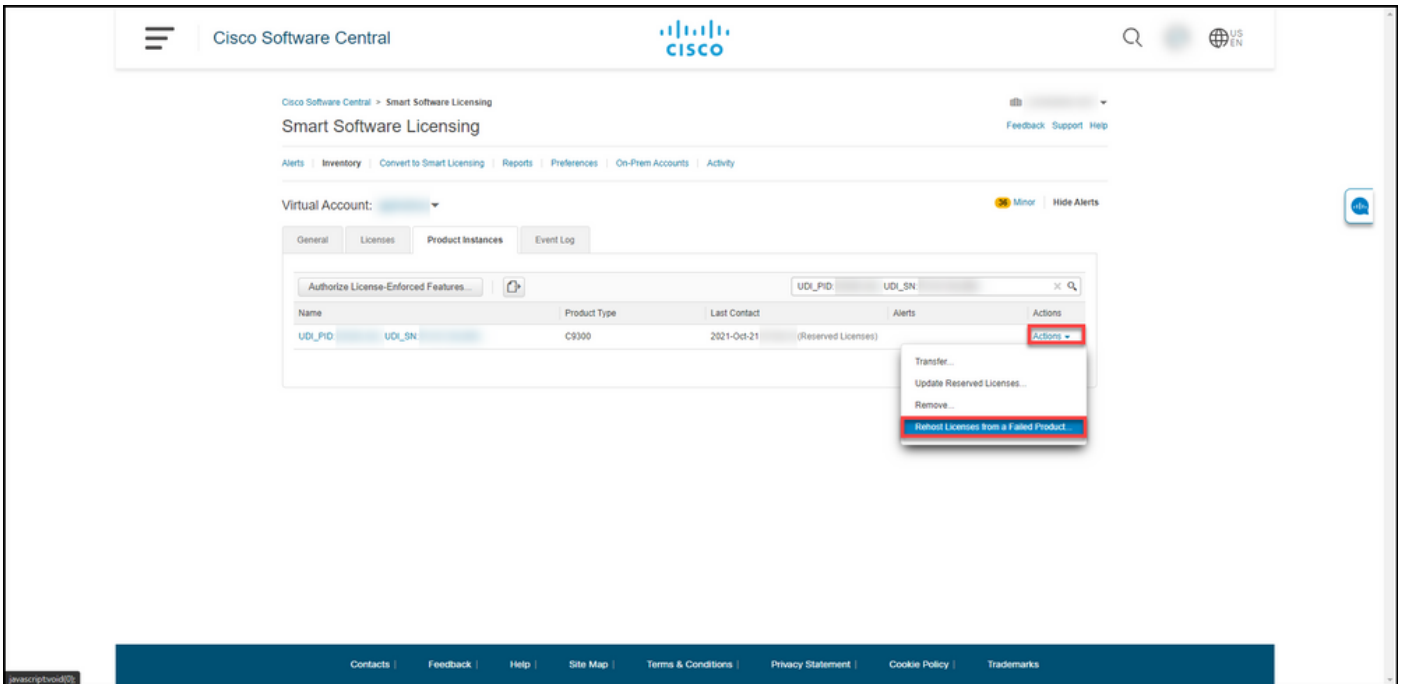 Cisco Software Central
CISCO
US
EN
Cisco Software Central > Smart Software Licensing
Smart Software Licensing
Feedback Support Help
Alerts | Inventory | Convert to Smart Licensing | Reports | Preferences | On-Prem Accounts | Activity
Virtual Account:
36 Minor | Hide Alerts
General Licenses Product Instances Event Log
Authorize License-Enforced Features...
UDI_PID: UDI_SN:
Name Product Type Last Contact Alerts Actions
UDI_PID: UDI_SN: C9300 2021-Oct-21 (Reserved Licenses) Actions
Transfer...
Update Reserved Licenses...
Remove...
Rehost Licenses from a Failed Product...
Contacts | Feedback | Help | Site Map | Terms & Conditions | Privacy Statement | Cookie Policy | Trademarks
javascript:void(0);